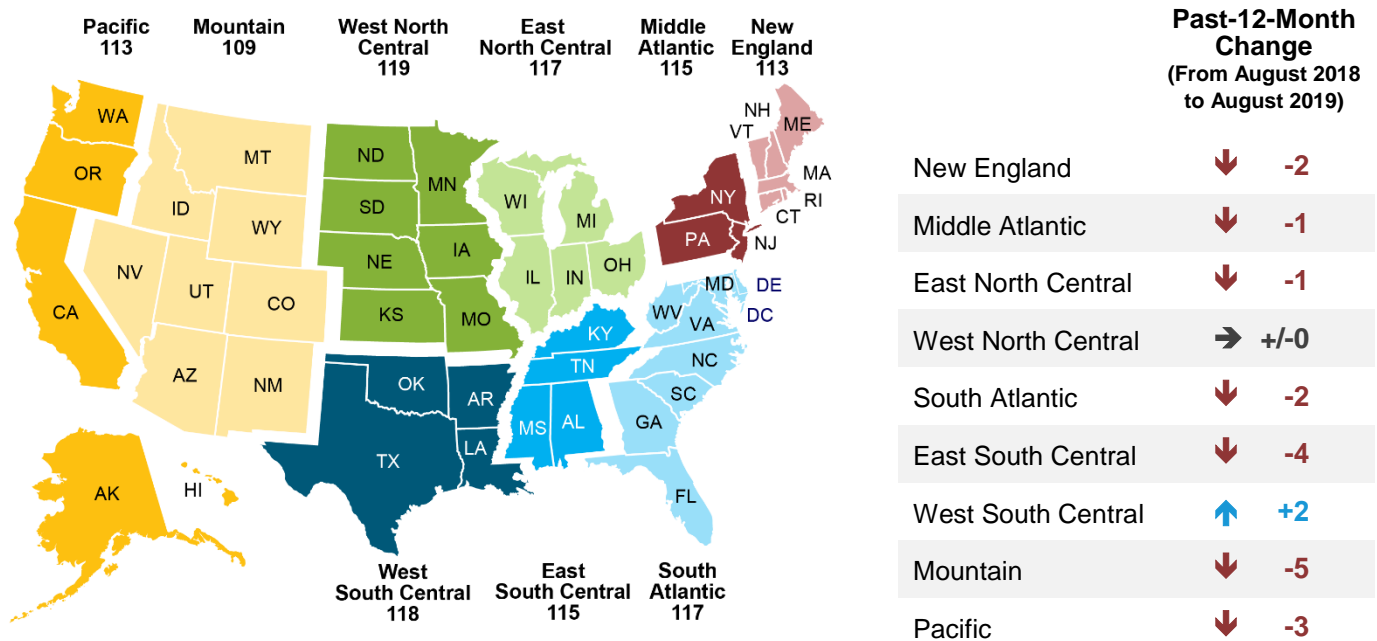 Pacific
113
Mountain
109
West North
Central
119
East
North Central
117
Middle
Atlantic
115
New
England
113
WA
OR
CA
AK
HI
MT
ID
WY
NV
UT
CO
AZ
NM
ND
SD
NE
KS
MN
IA
MO
WI
MI
IL
IN
OH
NY
PA
NJ
NH
VT
ME
MA
RI
CT
MD
DE
DC
WV
VA
NC
SC
GA
FL
KY
TN
MS
AL
OK
AR
TX
LA
West
South Central
118
East
South Central
115
South
Atlantic
117
Past-12-Month
Change
(From August 2018
to August 2019)
New England -2
Middle Atlantic -1
East North Central -1
West North Central +/-0
South Atlantic -2
East South Central -4
West South Central +2
Mountain -5
Pacific -3